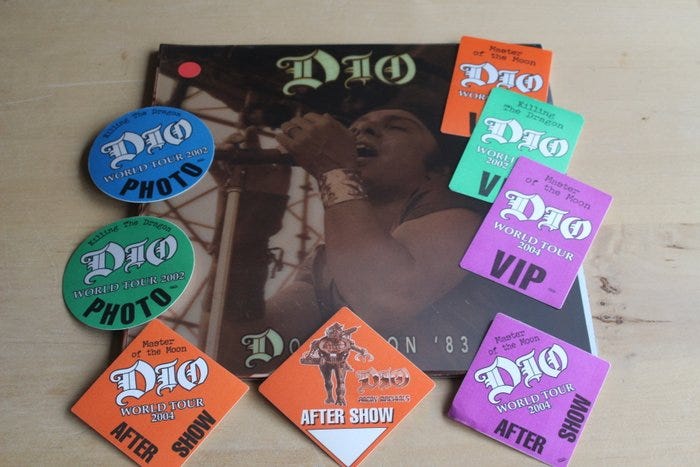 DIO
Killing The Dragon
DIO
WORLD TOUR 2002
PHOTO
Killing The Dragon
DIO
WORLD TOUR 2002
PHOTO
Master
of the Moon
DIO
Killing
The Dragon
DIO
WORLD TOUR
2002
Master
of the Moon
DIO
WORLD TOUR
2004
VIP
'83
Master
of the Moon
DIO
WORLD TOUR
2004
AFTER SHOW
DIO
ANGRY MACHINES
AFTER SHOW
Master
of the Moon
DIO
WORLD TOUR
2004
AFTER SHOW